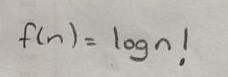 f(n) = log n!